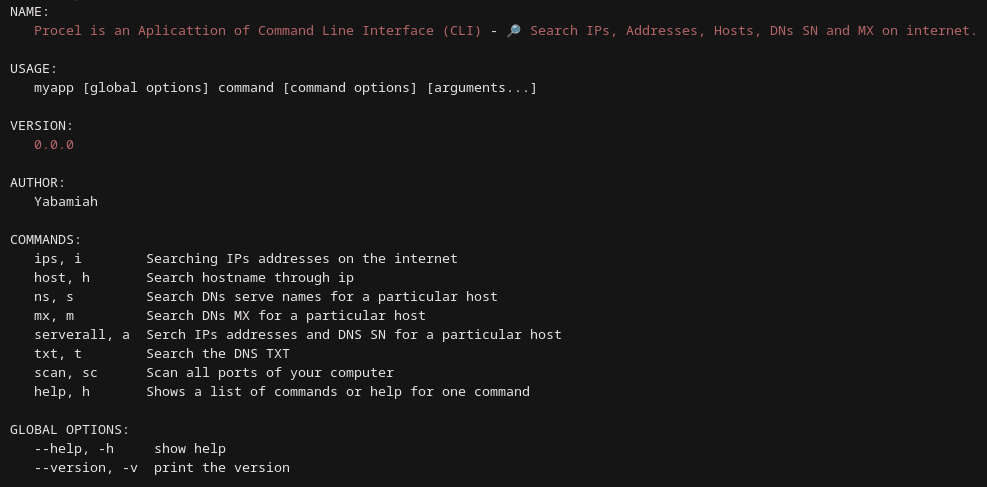 NAME:
Procel is an Aplicattion of Command Line Interface (CLI) - 🔎 Search IPs, Addresses, Hosts, DNs SN and MX on internet.
USAGE:
myapp [global options] command [command options] [arguments...]
VERSION:
0.0.0
AUTHOR:
Yabamiah
COMMANDS:
ips, i Searching IPs addresses on the internet
host, h Search hostname through ip
ns, s Search DNs serve names for a particular host
mx, m Search DNs MX for a particular host
serverall, a Serch IPs addresses and DNS SN for a particular host
txt, t Search the DNS TXT
scan, sc Scan all ports of your computer
help, h Shows a list of commands or help for one command
GLOBAL OPTIONS:
--help, -h show help
--version, -v print the version